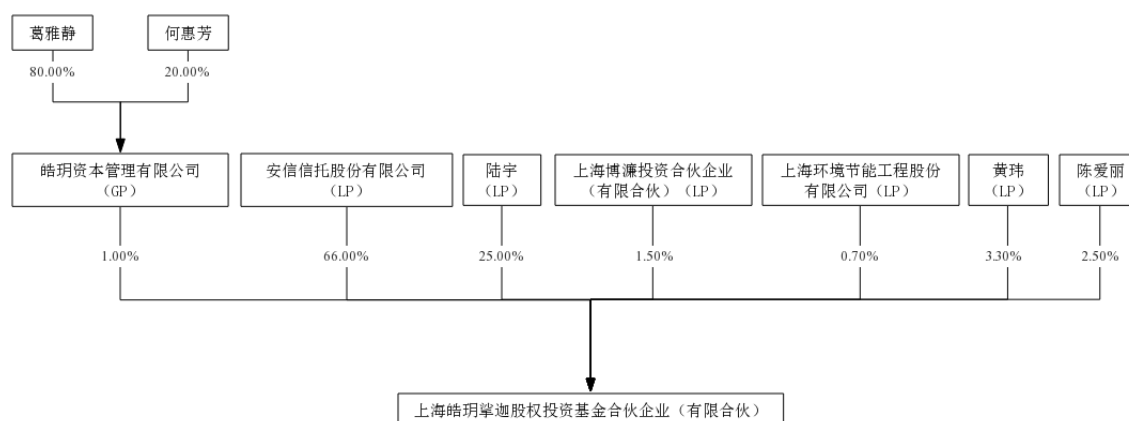 葛雅静
何惠芳
80.00%
20.00%
皓玥资本管理有限公司
（GP）
安信信托股份有限公司
（LP）
陆宇
（LP）
上海博濂投资合伙企业
（有限合伙）（LP）
上海环境节能工程股份
有限公司（LP）
黄玮
（LP）
陈爱丽
（LP）
1.00%
66.00%
25.00%
1.50%
0.70%
3.30%
2.50%
上海皓玥挲迦股权投资基金合伙企业（有限合伙）